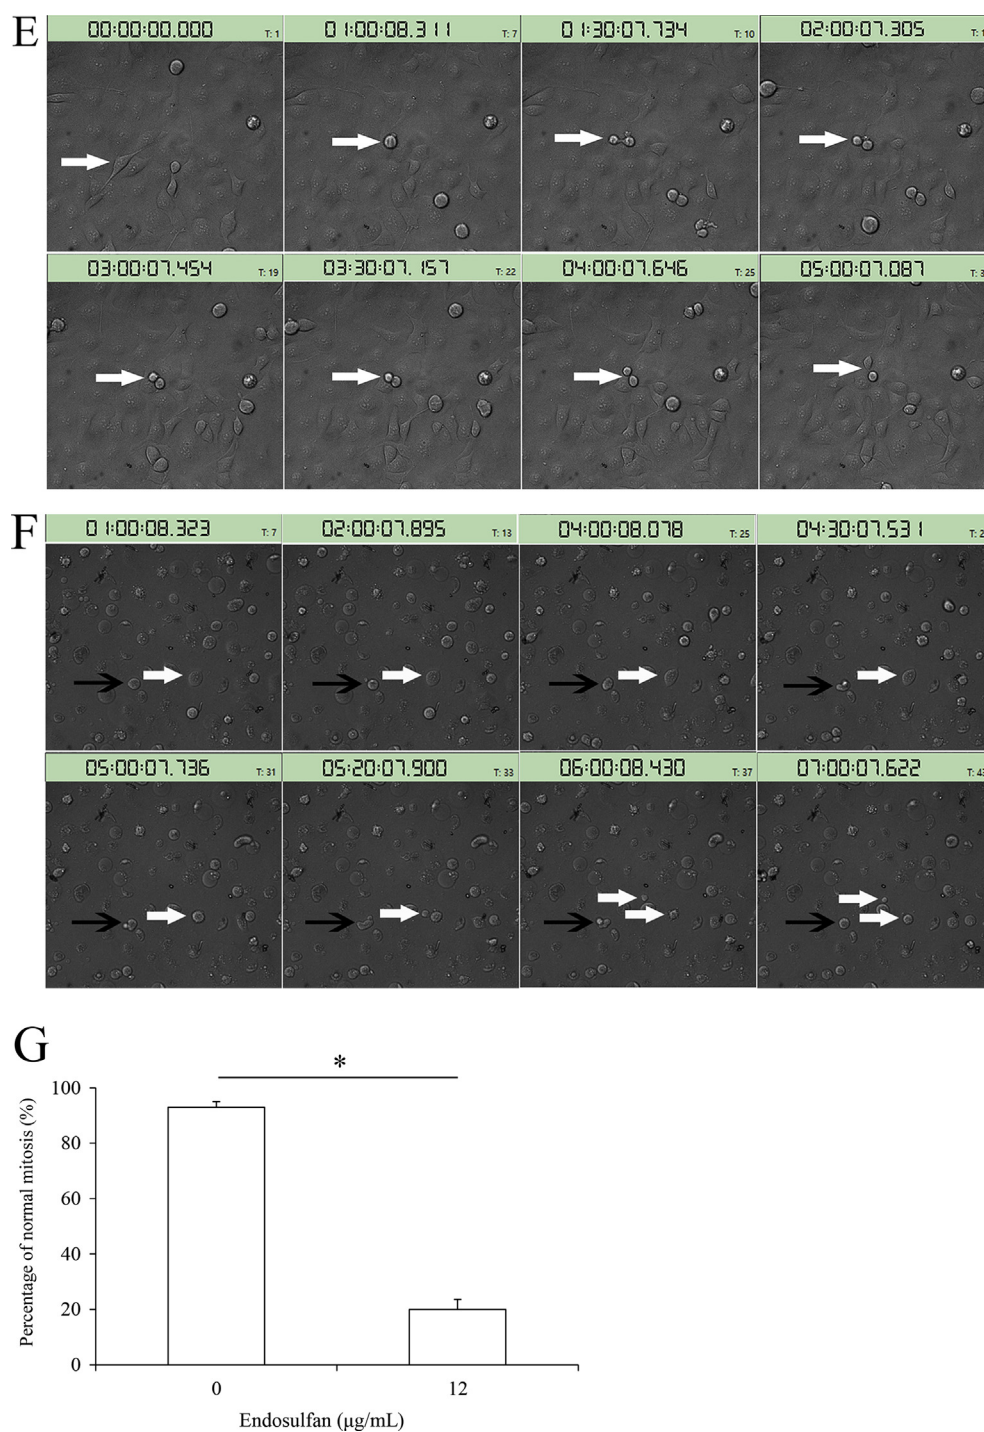 E
00:00:00.000 T: 1
01:00:08.311 T: 7
01:30:07.734 T: 10
02:00:07.305 T: 1
03:00:07.454 T: 19
03:30:07.157 T: 22
04:00:07.646 T: 25
05:00:07.087 T: 3
F
01:00:08.323 T: 7
02:00:07.895 T: 13
04:00:08.078 T: 25
04:30:07.531 T: 2
05:00:07.736 T: 31
05:20:07.900 T: 33
06:00:08.430 T: 37
07:00:07.622 T: 43
G
*
Percentage of normal mitosis (%)
100
80
60
40
20
0
0 12
Endosulfan (μg/mL)